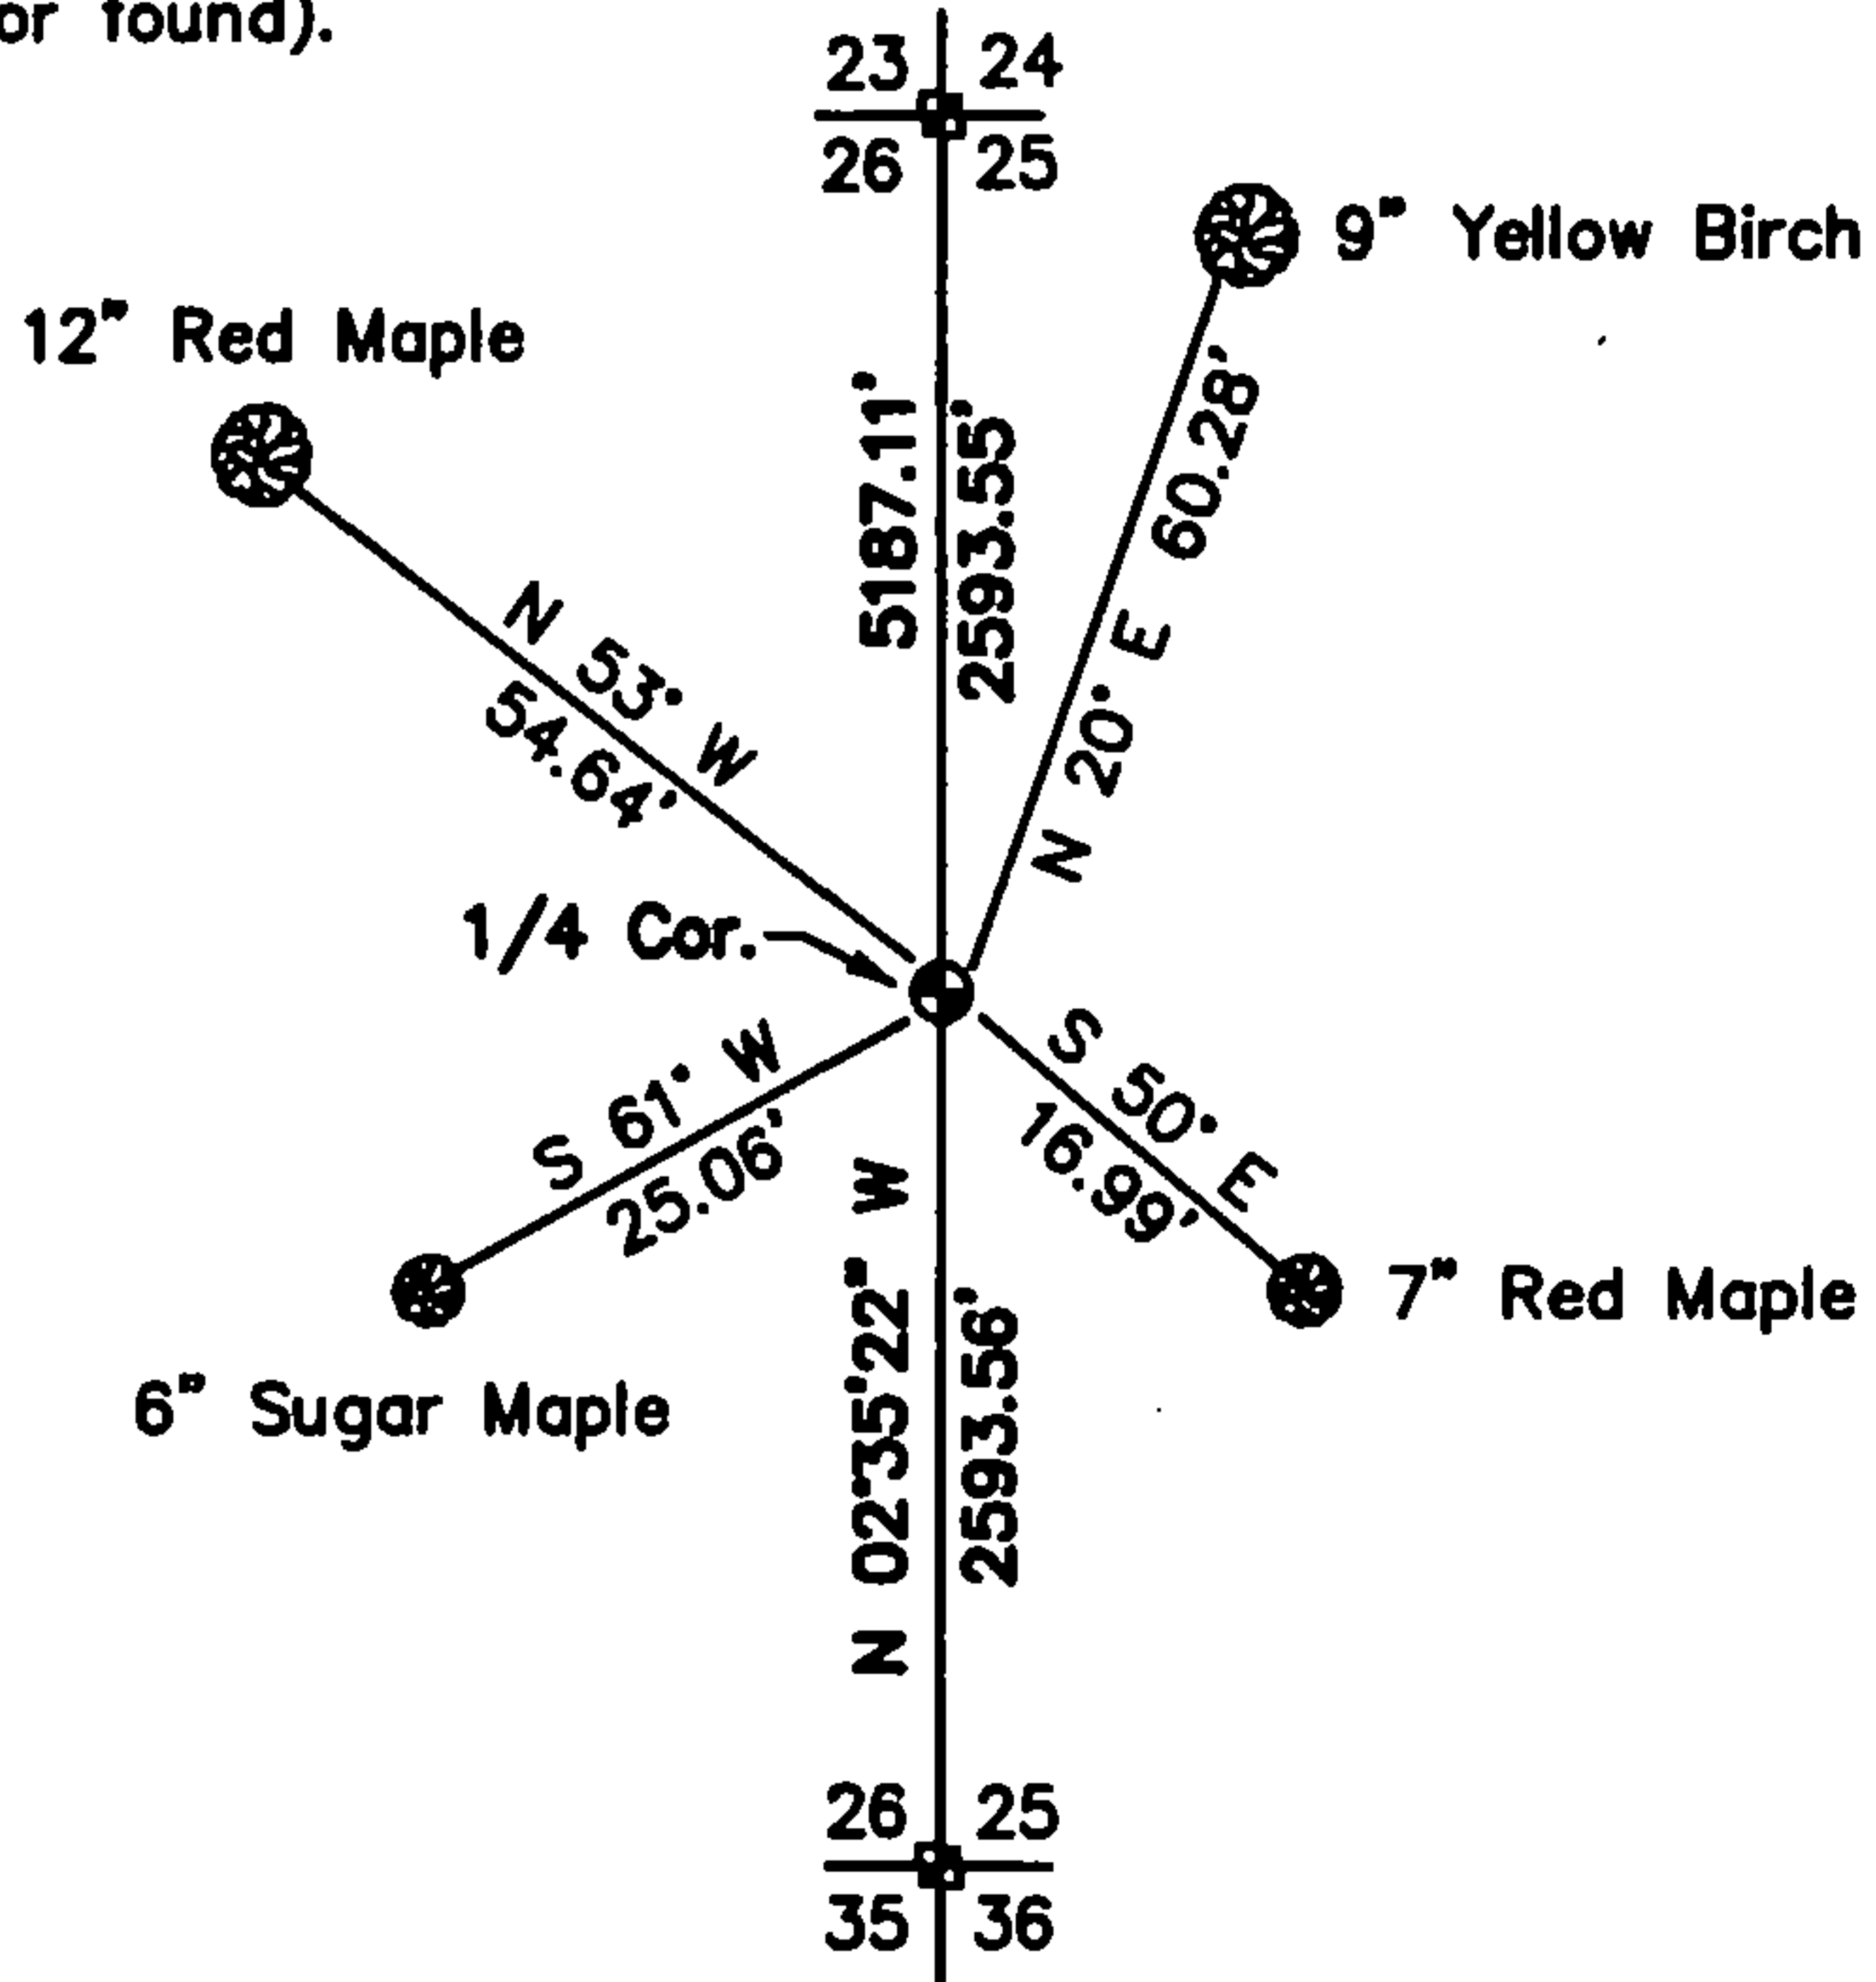 or found).
23 24
26 25
9" Yellow Birch
12" Red Maple
5187.11'
2593.55'
N 20° E 60.28'
N 53° W
54.64'
1/4 Cor.
S 61° W
25.06'
S 50° E
16.99'
7" Red Maple
6" Sugar Maple
N 02°35'22" W
2593.56'
26 25
35 36